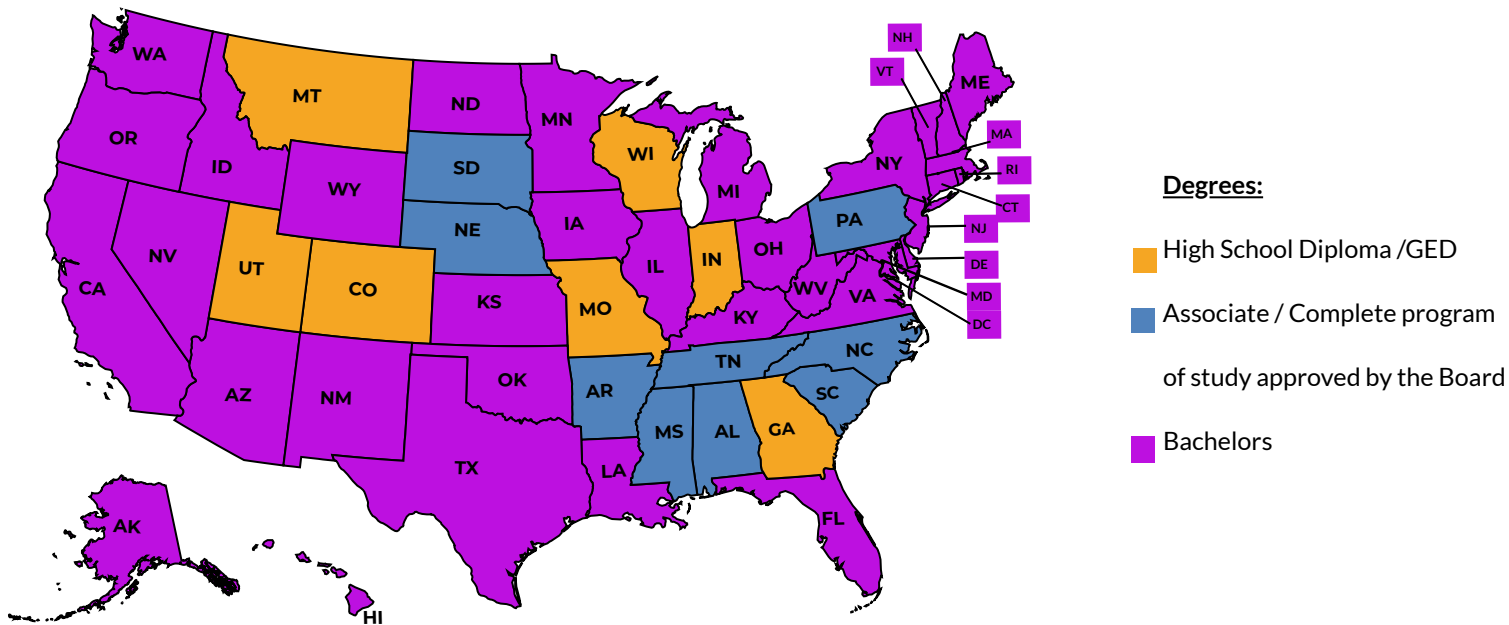 NH
WA
VT
ME
MT
ND
MN
OR
MA
WI
NY
ID
SD
RI
WY
MI
CT
PA
IA
NE
NJ
NV
OH
UT
IL
IN
DE
CA
CO
WV
VA
MD
KS
MO
KY
DC
NC
TN
OK
AR
SC
AZ
NM
MS
AL
GA
TX
LA
FL
AK
HI
Degrees:
High School Diploma /GED
Associate / Complete program
of study approved by the Board
Bachelors